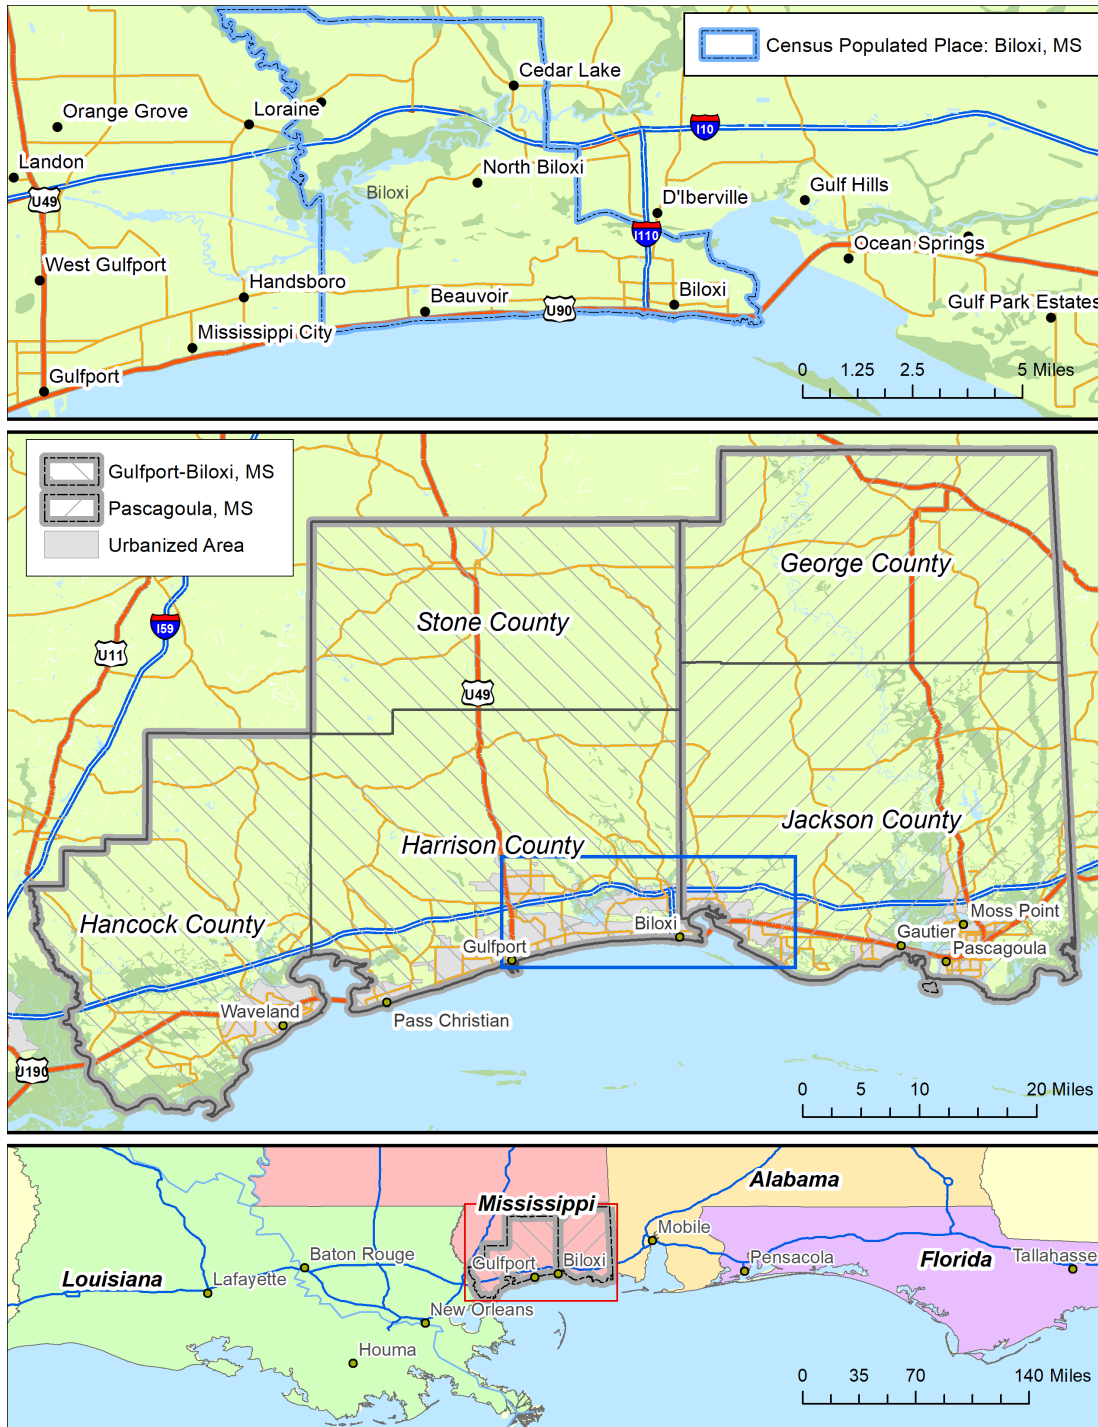 Census Populated Place: Biloxi, MS
Cedar Lake
Orange Grove
Loraine
I10
Landon
North Biloxi
Biloxi
Gulf Hills
U49
D'Iberville
I110
Ocean Springs
West Gulfport
Handsboro
Beauvoir
U90
Biloxi
Gulf Park Estates
Mississippi City
Gulfport
0 1.25 2.5 5 Miles
Gulfport-Biloxi, MS
Pascagoula, MS
Urbanized Area
George County
Stone County
I59
U11
U49
Jackson County
Harrison County
Hancock County
Moss Point
Biloxi
Gautier
Gulfport
Pascagoula
Waveland
Pass Christian
U190
0 5 10 20 Miles
Alabama
Mississippi
Mobile
Baton Rouge
Gulfport
Biloxi
Pensacola
Florida
Tallahasse
Louisiana
Lafayette
New Orleans
Houma
0 35 70 140 Miles